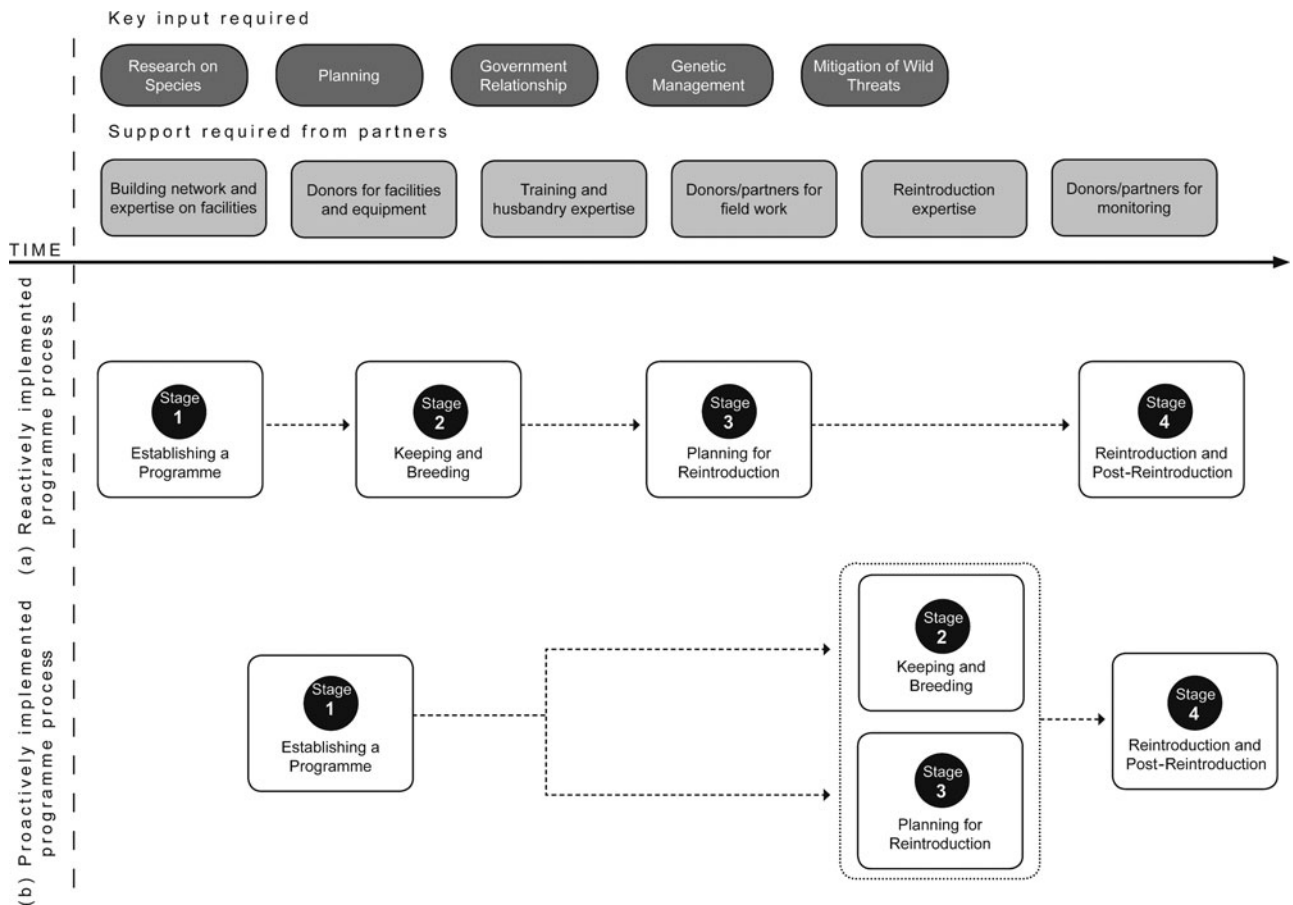 Key input required
Research on
Species
Planning
Government
Relationship
Genetic
Management
Mitigation of Wild
Threats
Support required from partners
Building network and
expertise on facilities
Donors for facilities
and equipment
Training and
husbandry expertise
Donors/partners for
field work
Reintroduction
expertise
Donors/partners for
monitoring
TIME
(a) Reactively implemented
programme process
Stage
1
Establishing a
Programme
Stage
2
Keeping and
Breeding
Stage
3
Planning for
Reintroduction
Stage
4
Reintroduction and
Post-Reintroduction
(b) Proactively implemented
programme process
Stage
1
Establishing a
Programme
Stage
2
Keeping and
Breeding
Stage
3
Planning for
Reintroduction
Stage
4
Reintroduction and
Post-Reintroduction